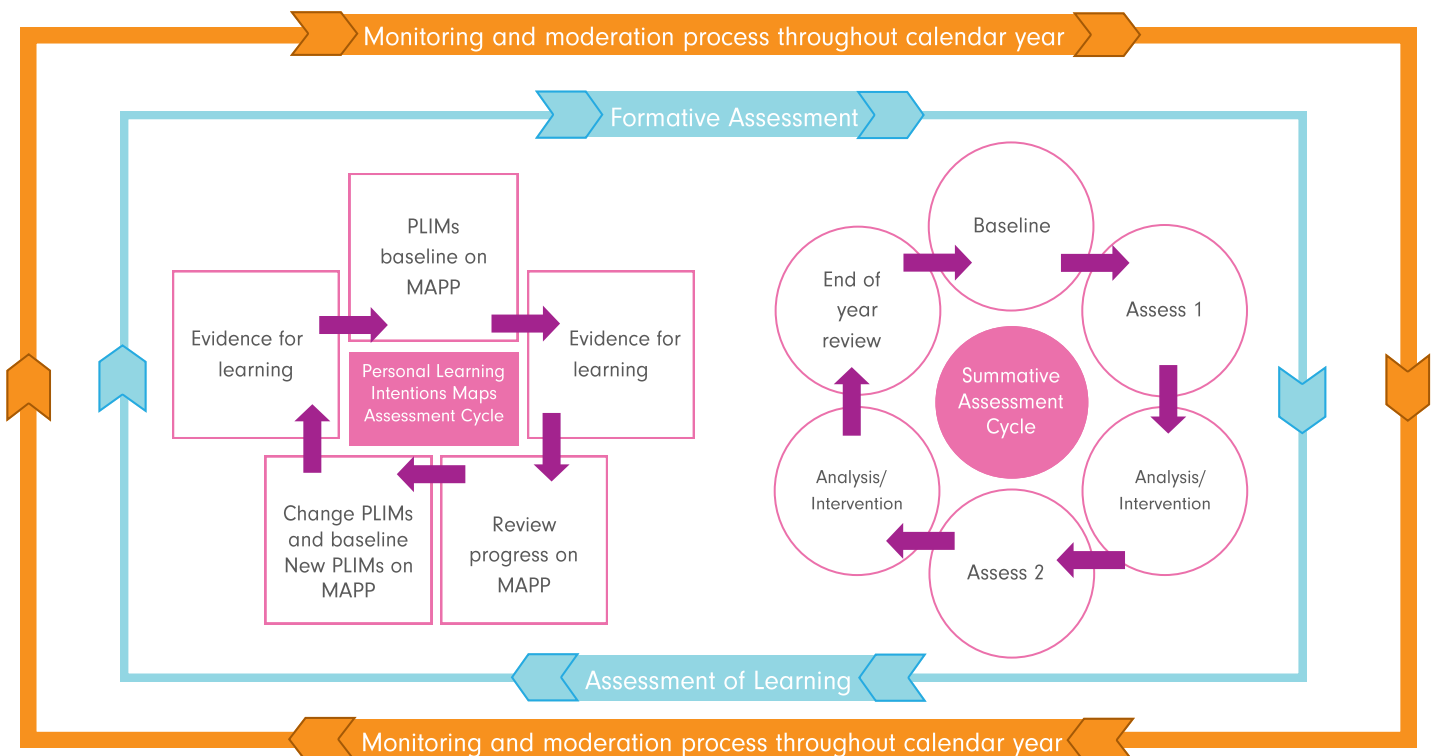 Monitoring and moderation process throughout calendar year
Formative Assessment
PLIMs
baseline on
MAPP
Evidence for
learning
Evidence for
learning
Personal Learning
Intentions Maps
Assessment Cycle
Change PLIMs
and baseline
New PLIMs on
MAPP
Review
progress on
MAPP
Baseline
End of
year
review
Assess 1
Summative
Assessment
Cycle
Analysis/
Intervention
Analysis/
Intervention
Assess 2
Assessment of Learning
Monitoring and moderation process throughout calendar year